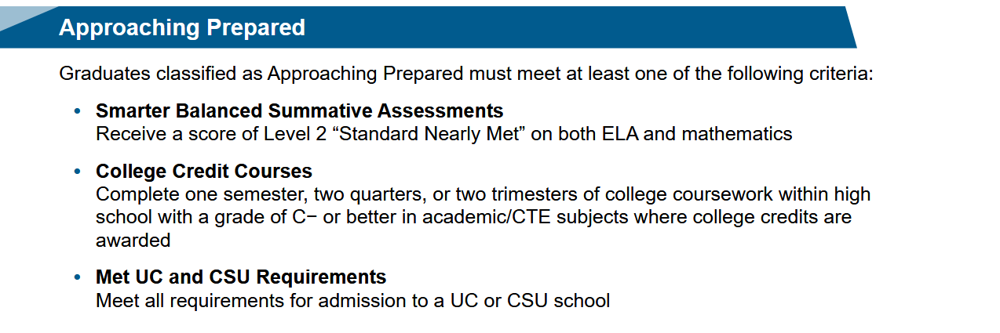 Approaching Prepared
Graduates classified as Approaching Prepared must meet at least one of the following criteria:
• Smarter Balanced Summative Assessments
Receive a score of Level 2 “Standard Nearly Met” on both ELA and mathematics
• College Credit Courses
Complete one semester, two quarters, or two trimesters of college coursework within high
school with a grade of C− or better in academic/CTE subjects where college credits are
awarded
• Met UC and CSU Requirements
Meet all requirements for admission to a UC or CSU school